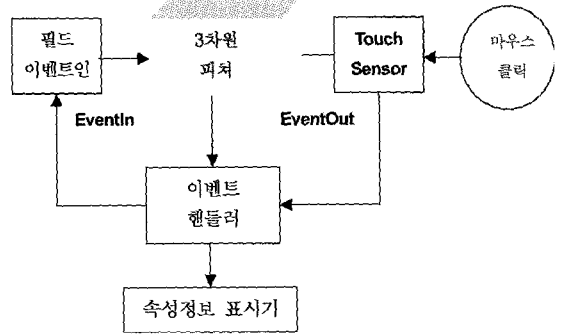 필드
이벤트인
3차원
피쳐
Touch
Sensor
마우스
클릭
EventIn
EventOut
이벤트
핸들러
속성정보 표시기